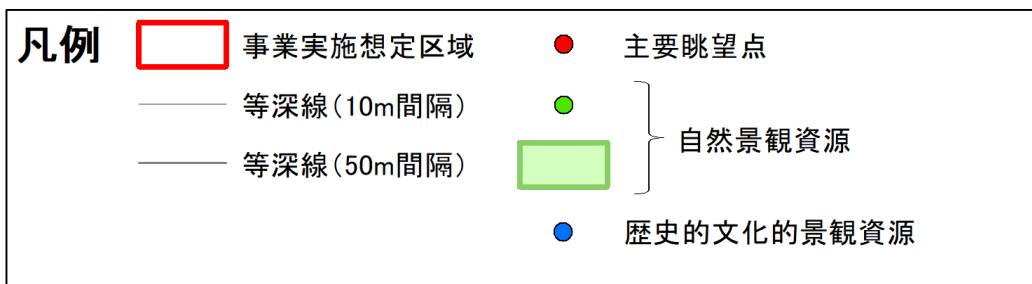 凡例
事業実施想定区域
等深線(10m間隔)
等深線(50m間隔)
主要眺望点
自然景観資源
歴史的文化的景観資源